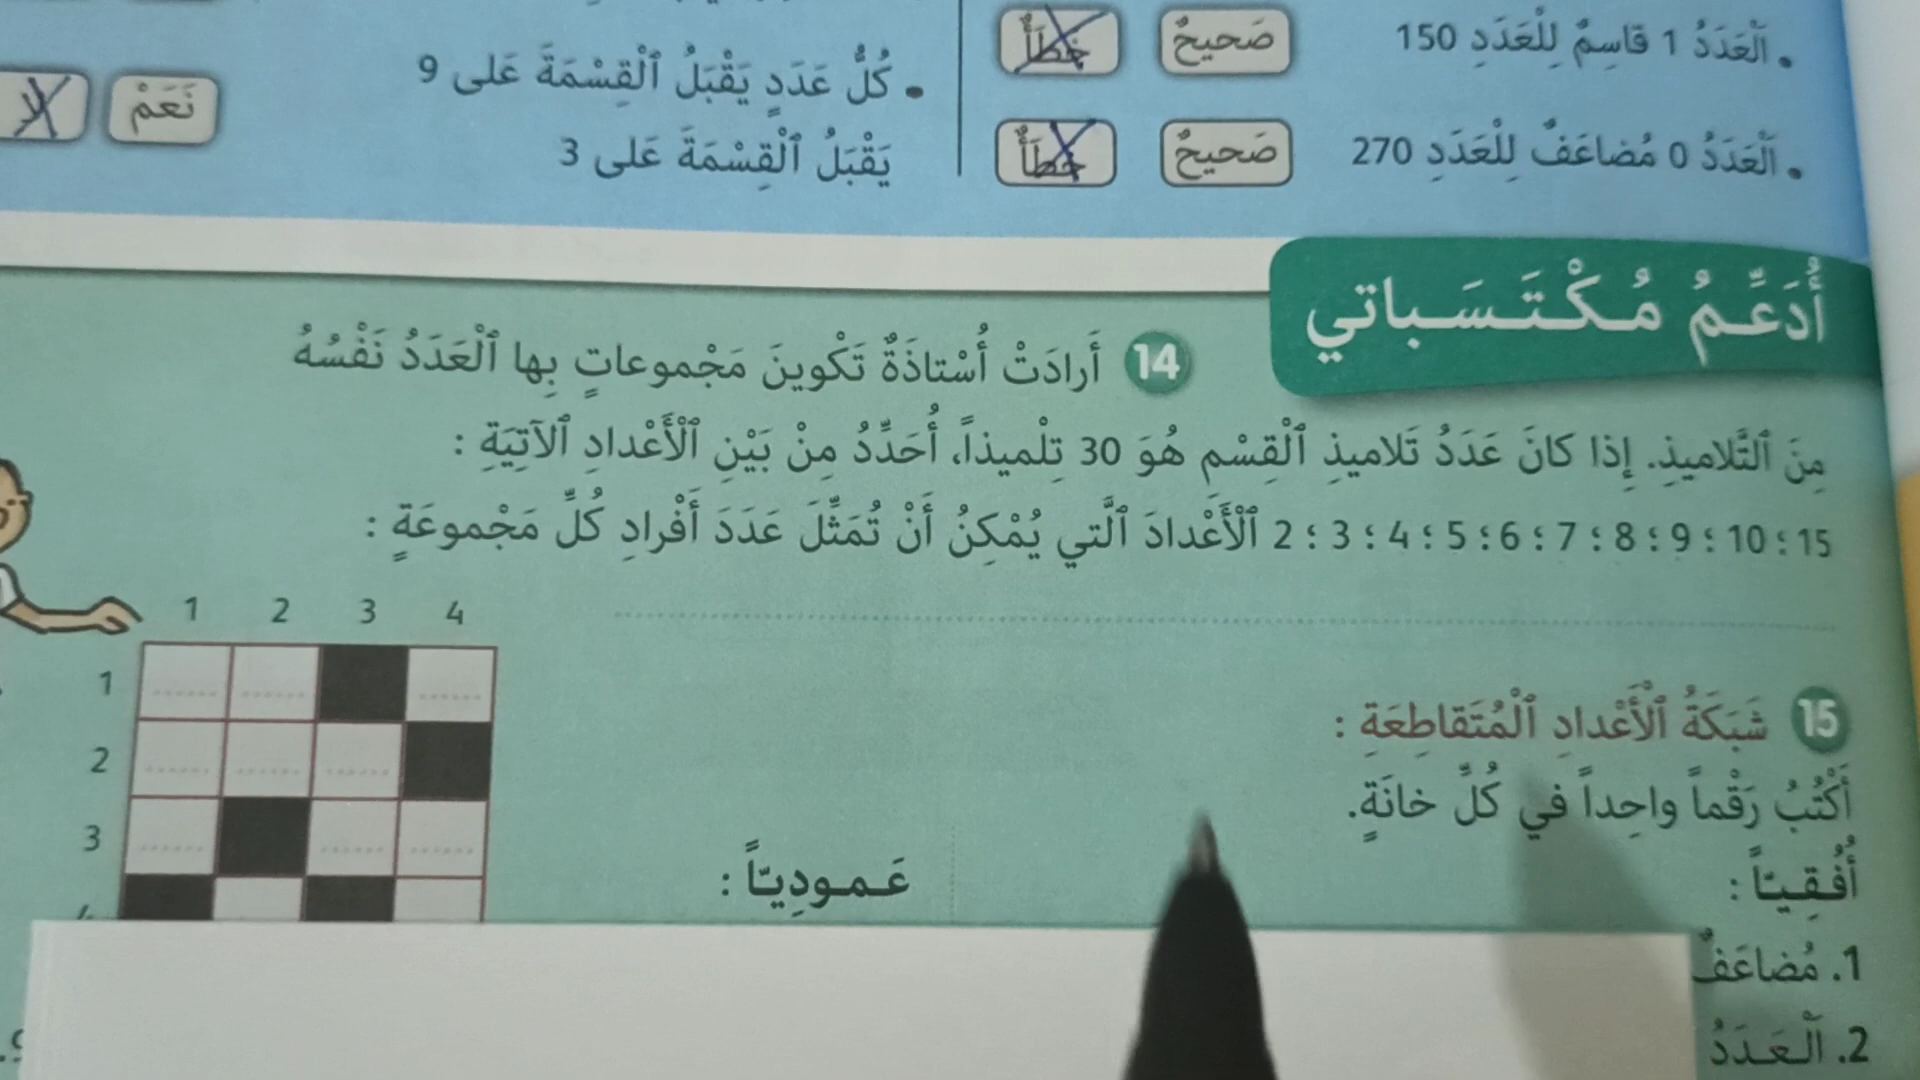 • اَلْعَدَدُ 1 قاسِمٌ لِلْعَدَدِ 150 صَحيحٌ خَطَأٌ
• اَلْعَدَدُ 0 مُضاعَفٌ لِلْعَدَدِ 270 صَحيحٌ خَطَأٌ
• كُلُّ عَدَدٍ يَقْبَلُ ٱلْقِسْمَةَ عَلى 9
يَقْبَلُ ٱلْقِسْمَةَ عَلى 3
نَعَمْ لا
أُدَعِّمُ مُكْتَسَباتي
14 أَرادَتْ أُسْتاذَةٌ تَكْوينَ مَجْموعاتٍ بِها ٱلْعَدَدُ نَفْسُهُ
مِنَ ٱلتَّلاميذِ. إِذا كانَ عَدَدُ تَلاميذِ ٱلْقِسْمِ هُوَ 30 تِلْميذاً، أُحَدِّدُ مِنْ بَيْنِ ٱلْأَعْدادِ ٱلْآتِيَةِ :
2 ؛ 3 ؛ 4 ؛ 5 ؛ 6 ؛ 7 ؛ 8 ؛ 9 ؛ 10 ؛ 15 ٱلْأَعْدادَ ٱلَّتي يُمْكِنُ أَنْ تُمَثِّلَ عَدَدَ أَفْرادِ كُلِّ مَجْموعَةٍ :
1 2 3 4
1
2
3
15 شَبَكَةُ ٱلْأَعْدادِ ٱلْمُتَقاطِعَةِ :
أَكْتُبُ رَقْماً واحِداً في كُلِّ خانَةٍ.
أُفُقِيّاً :
عَمودِيّاً :
1. مُضاعَفُ
2. اَلْعَدَدُ